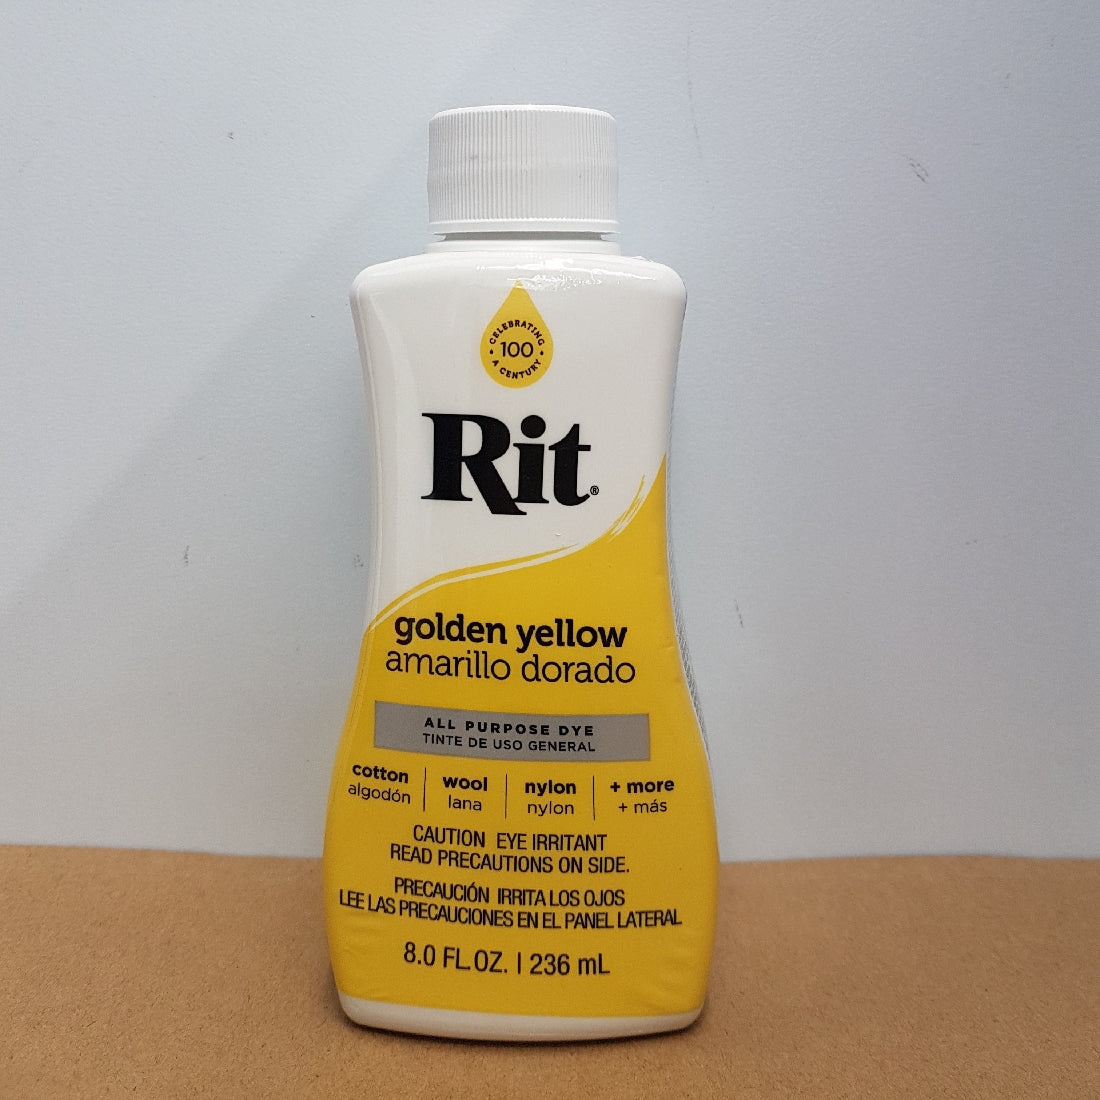 CELEBRATING
100
A CENTURY
Rit®
golden yellow
amarillo dorado
ALL PURPOSE DYE
TINTE DE USO GENERAL
cotton | wool | nylon | + more
algodón | lana | nylon | + más
CAUTION EYE IRRITANT
READ PRECAUTIONS ON SIDE.
PRECAUCIÓN IRRITA LOS OJOS
LEE LAS PRECAUCIONES EN EL PANEL LATERAL
8.0 FL.OZ. | 236 mL